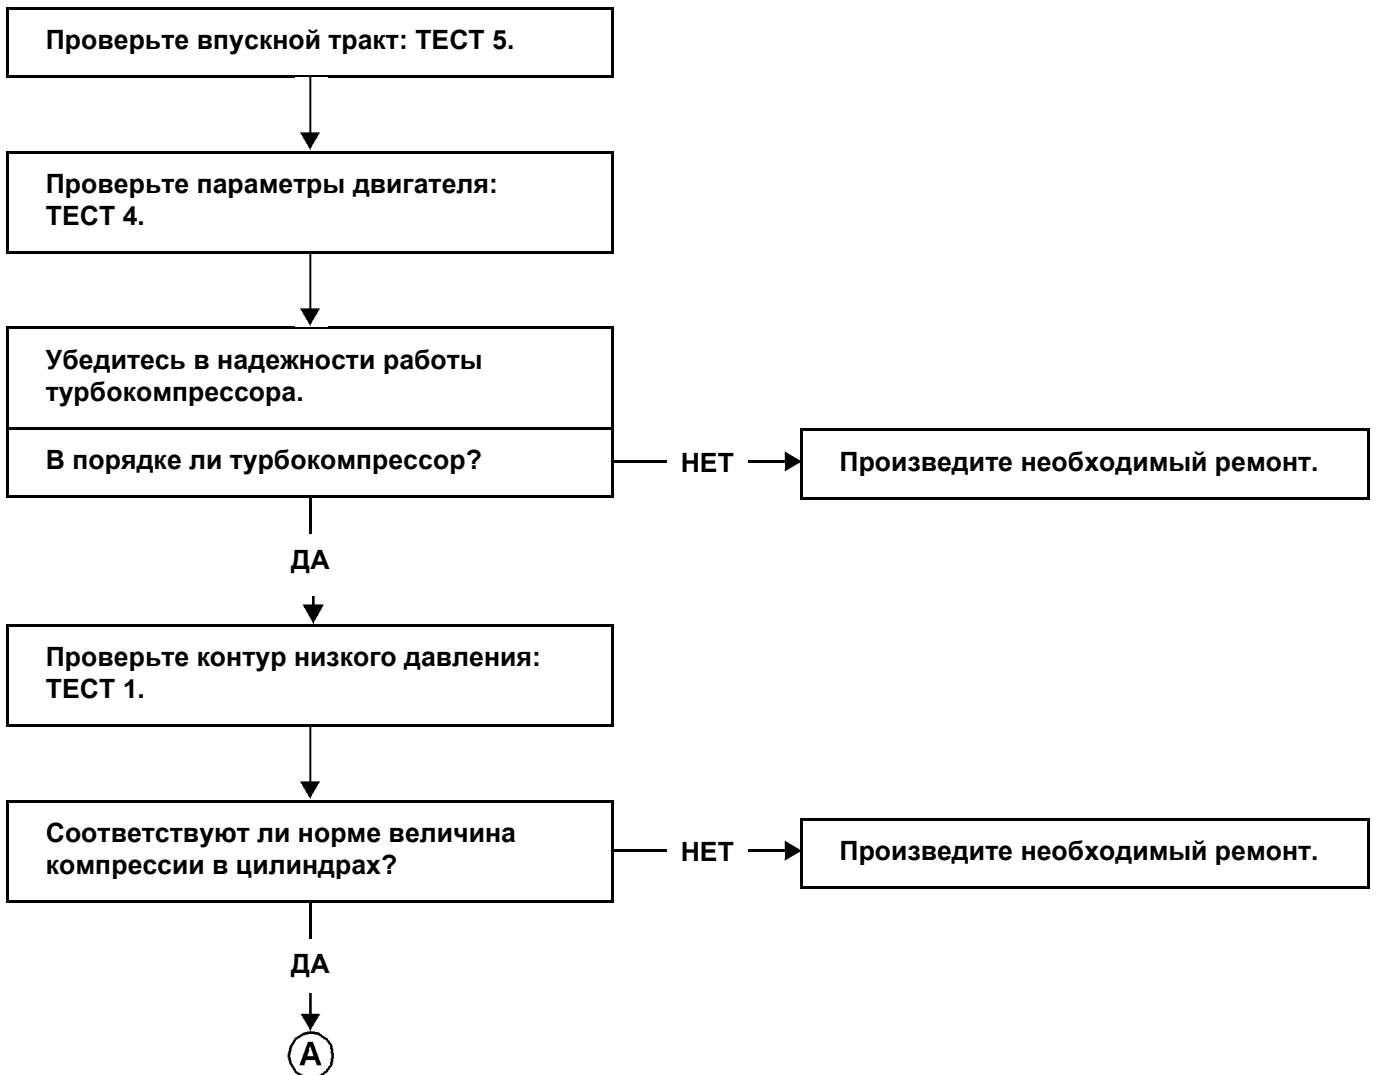 Проверьте впускной тракт: ТЕСТ 5.
Проверьте параметры двигателя:
ТЕСТ 4.
Убедитесь в надежности работы
турбокомпрессора.
В порядке ли турбокомпрессор?
НЕТ
Произведите необходимый ремонт.
ДА
Проверьте контур низкого давления:
ТЕСТ 1.
Соответствуют ли норме величина
компрессии в цилиндрах?
НЕТ
Произведите необходимый ремонт.
ДА
А